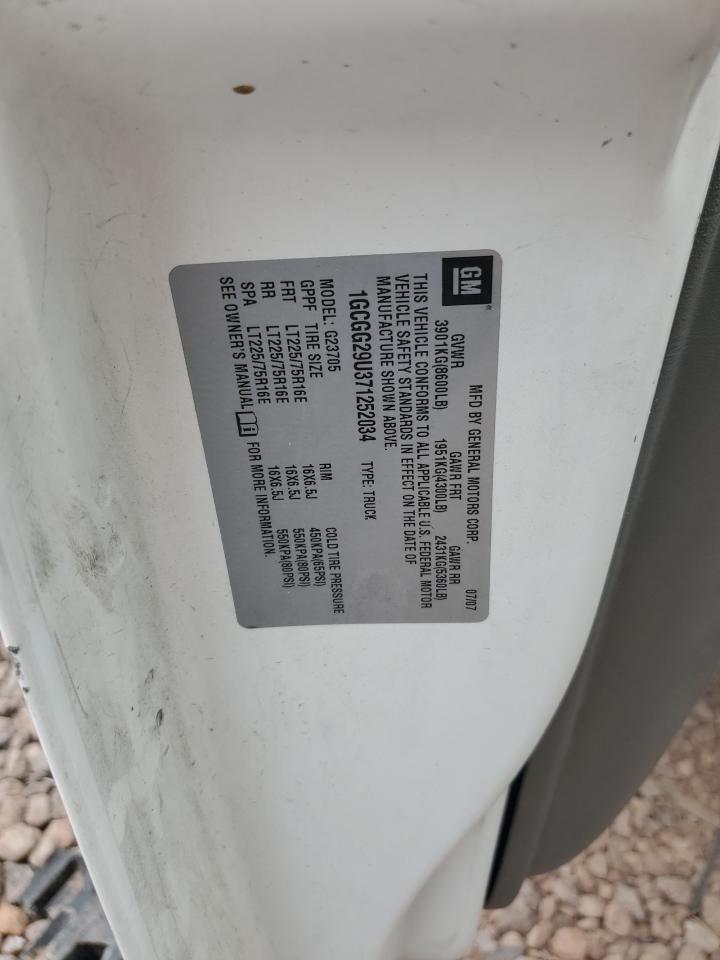 GM
MFD BY GENERAL MOTORS CORP. 07/07
GVWR GAWR FRT GAWR RR
3901KG(8600LB) 1951KG(4300LB) 2431KG(5360LB)
THIS VEHICLE CONFORMS TO ALL APPLICABLE U.S. FEDERAL MOTOR
VEHICLE SAFETY STANDARDS IN EFFECT ON THE DATE OF
MANUFACTURE SHOWN ABOVE.
1GCGG29U371252034 TYPE: TRUCK
MODEL: G23705
GPPF TIRE SIZE RIM COLD TIRE PRESSURE
FRT LT225/75R16E 16X6.5J 450KPA(65PSI)
RR LT225/75R16E 16X6.5J 550KPA(80PSI)
SPA LT225/75R16E 16X6.5J 550KPA(80PSI)
SEE OWNER'S MANUAL FOR MORE INFORMATION.